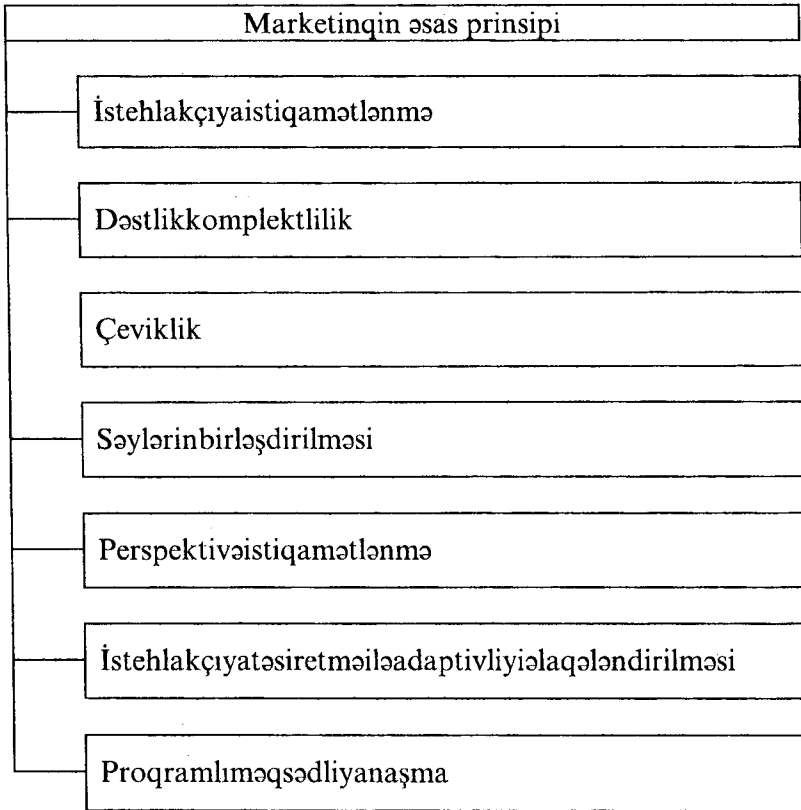 Marketinqin əsas prinsipi
İstehlakçıyaistiqamətlənmə
Dəstlikkomplektlilik
Çeviklik
Səylərinbirləşdirilməsi
Perspektivəistiqamətlənmə
İstehlakçıyatəsiretməiləadaptivliyiəlaqələndirilməsi
Proqramlıməqsədliyanaşma